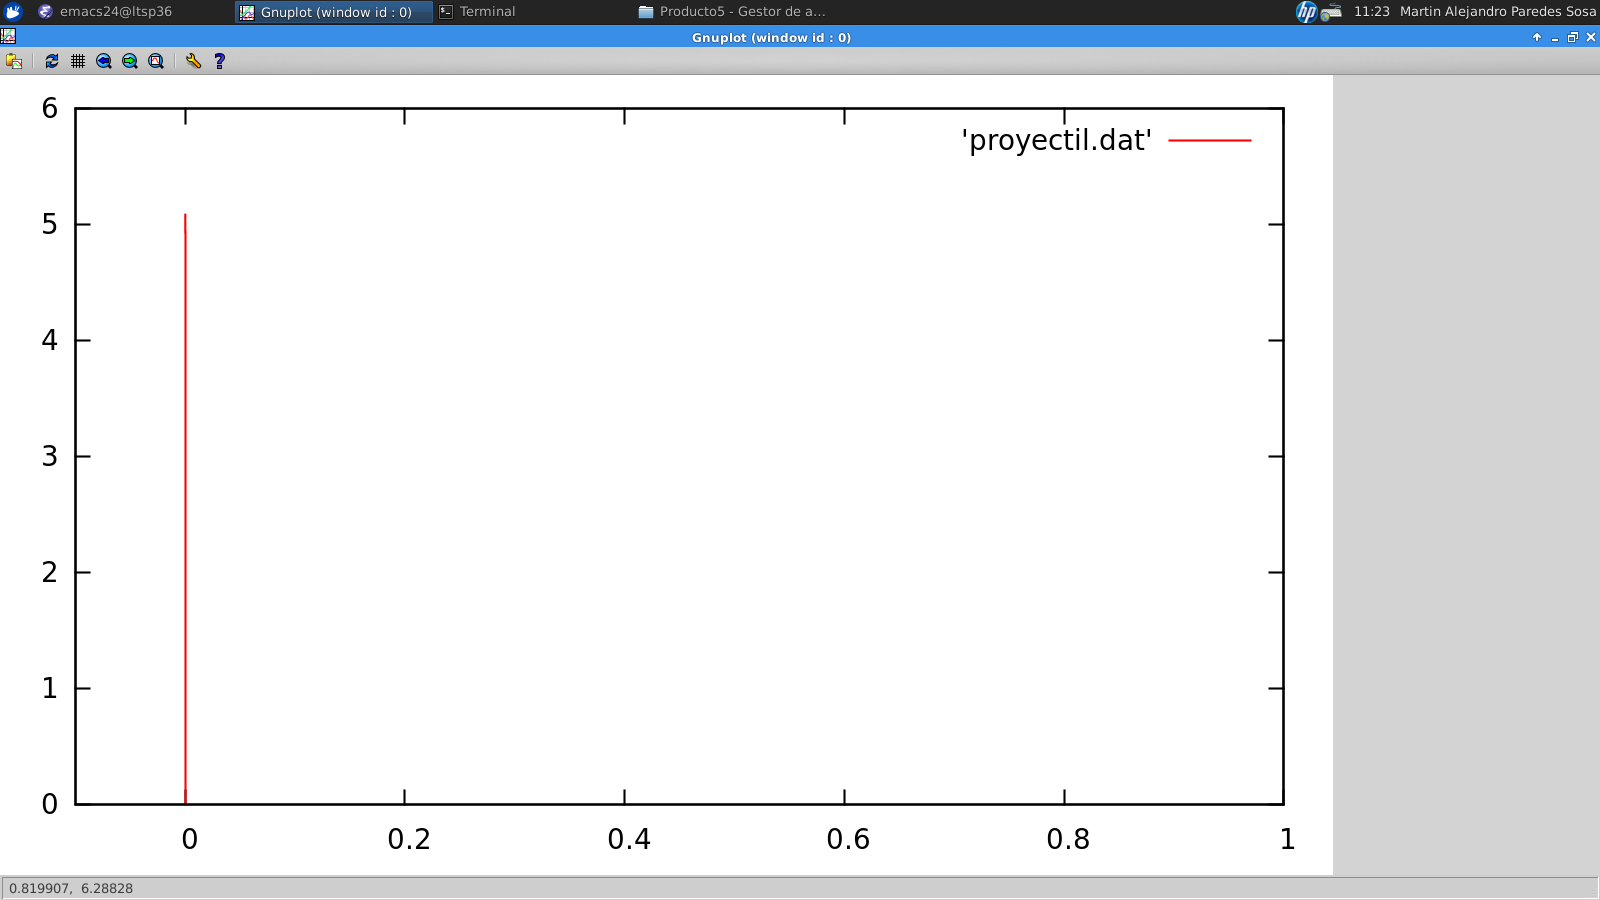 emacs24@ltsp36 Gnuplot (window id : 0) Terminal Producto5 - Gestor de a... hp 11:23 Martin Alejandro Paredes Sosa
Gnuplot (window id : 0)
6
'proyectil.dat'
5
4
3
2
1
0
0 0.2 0.4 0.6 0.8 1
0.819907, 6.28828